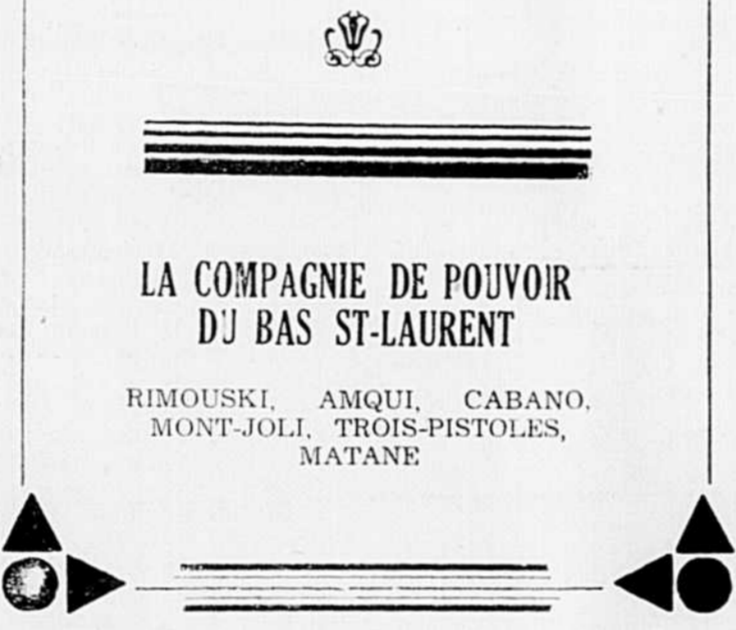 LA COMPAGNIE DE POUVOIR
DU BAS ST-LAURENT
RIMOUSKI, AMQUI, CABANO,
MONT-JOLI, TROIS-PISTOLES,
MATANE